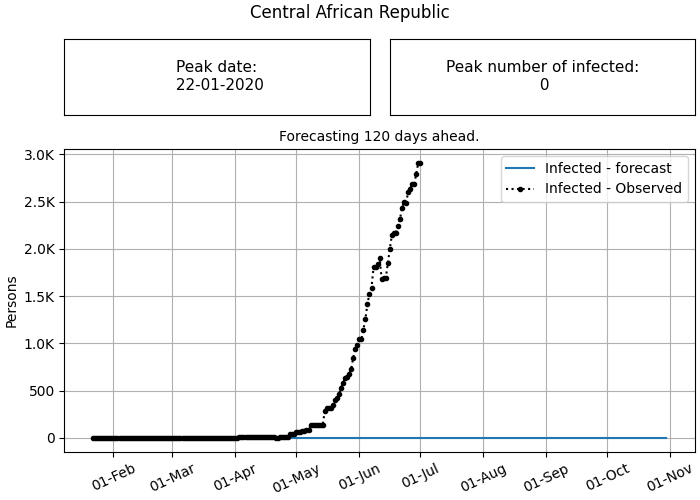 Central African Republic
Peak date:
22-01-2020
Peak number of infected:
0
Forecasting 120 days ahead.
3.0K
2.5K
2.0K
1.5K
1.0K
500
0
Persons
Infected - forecast
Infected - Observed
01-Feb
01-Mar
01-Apr
01-May
01-Jun
01-Jul
01-Aug
01-Sep
01-Oct
01-Nov